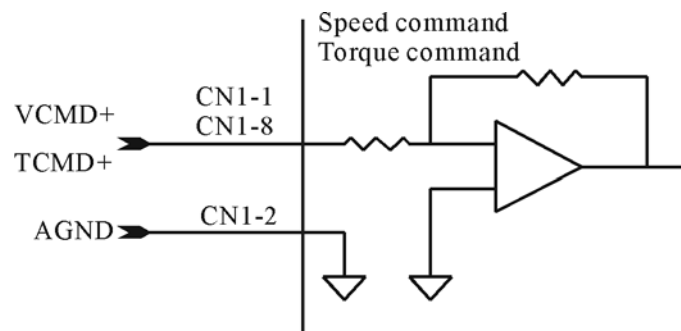 Speed command
Torque command
CN1-1
VCMD+
CN1-8
TCMD+
AGND
CN1-2